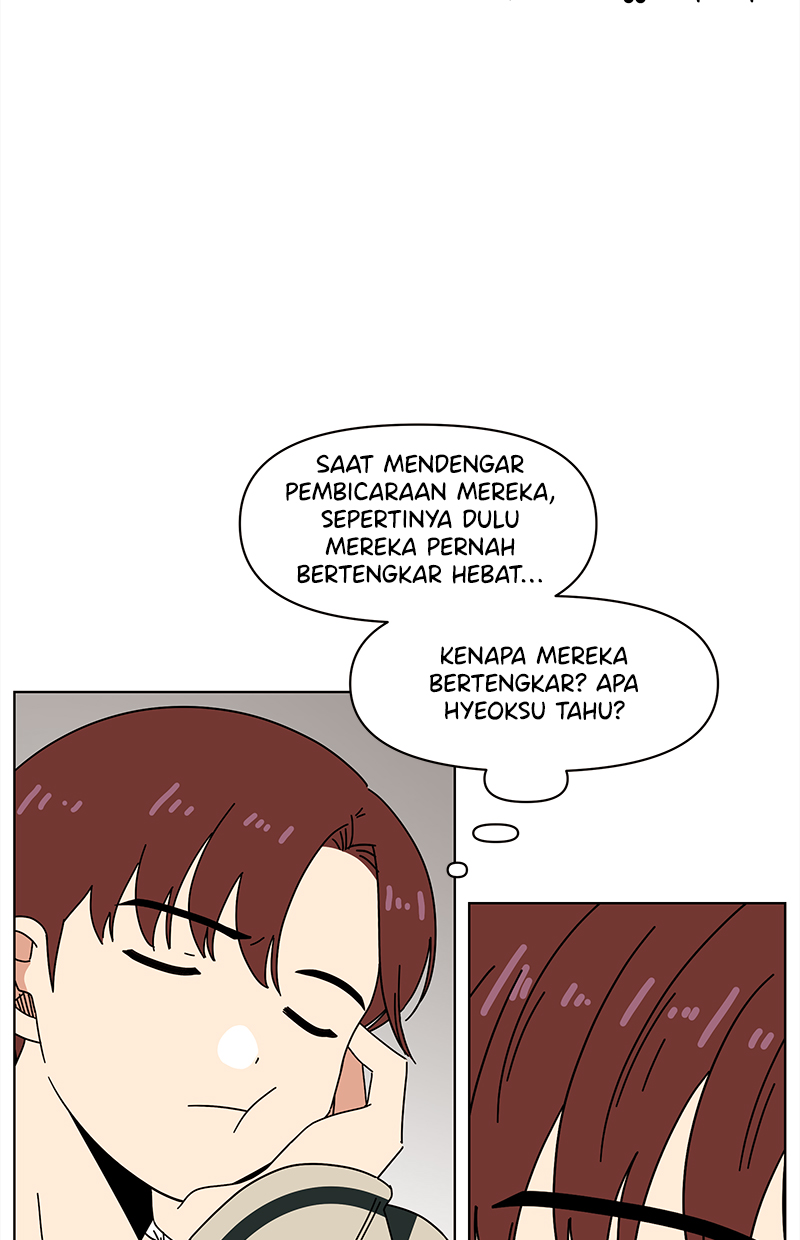 SAAT MENDENGAR
PEMBICARAAN MEREKA,
SEPERTINYA DULU
MEREKA PERNAH
BERTENGKAR HEBAT...
KENAPA MEREKA
BERTENGKAR? APA
HYEOKSU TAHU?